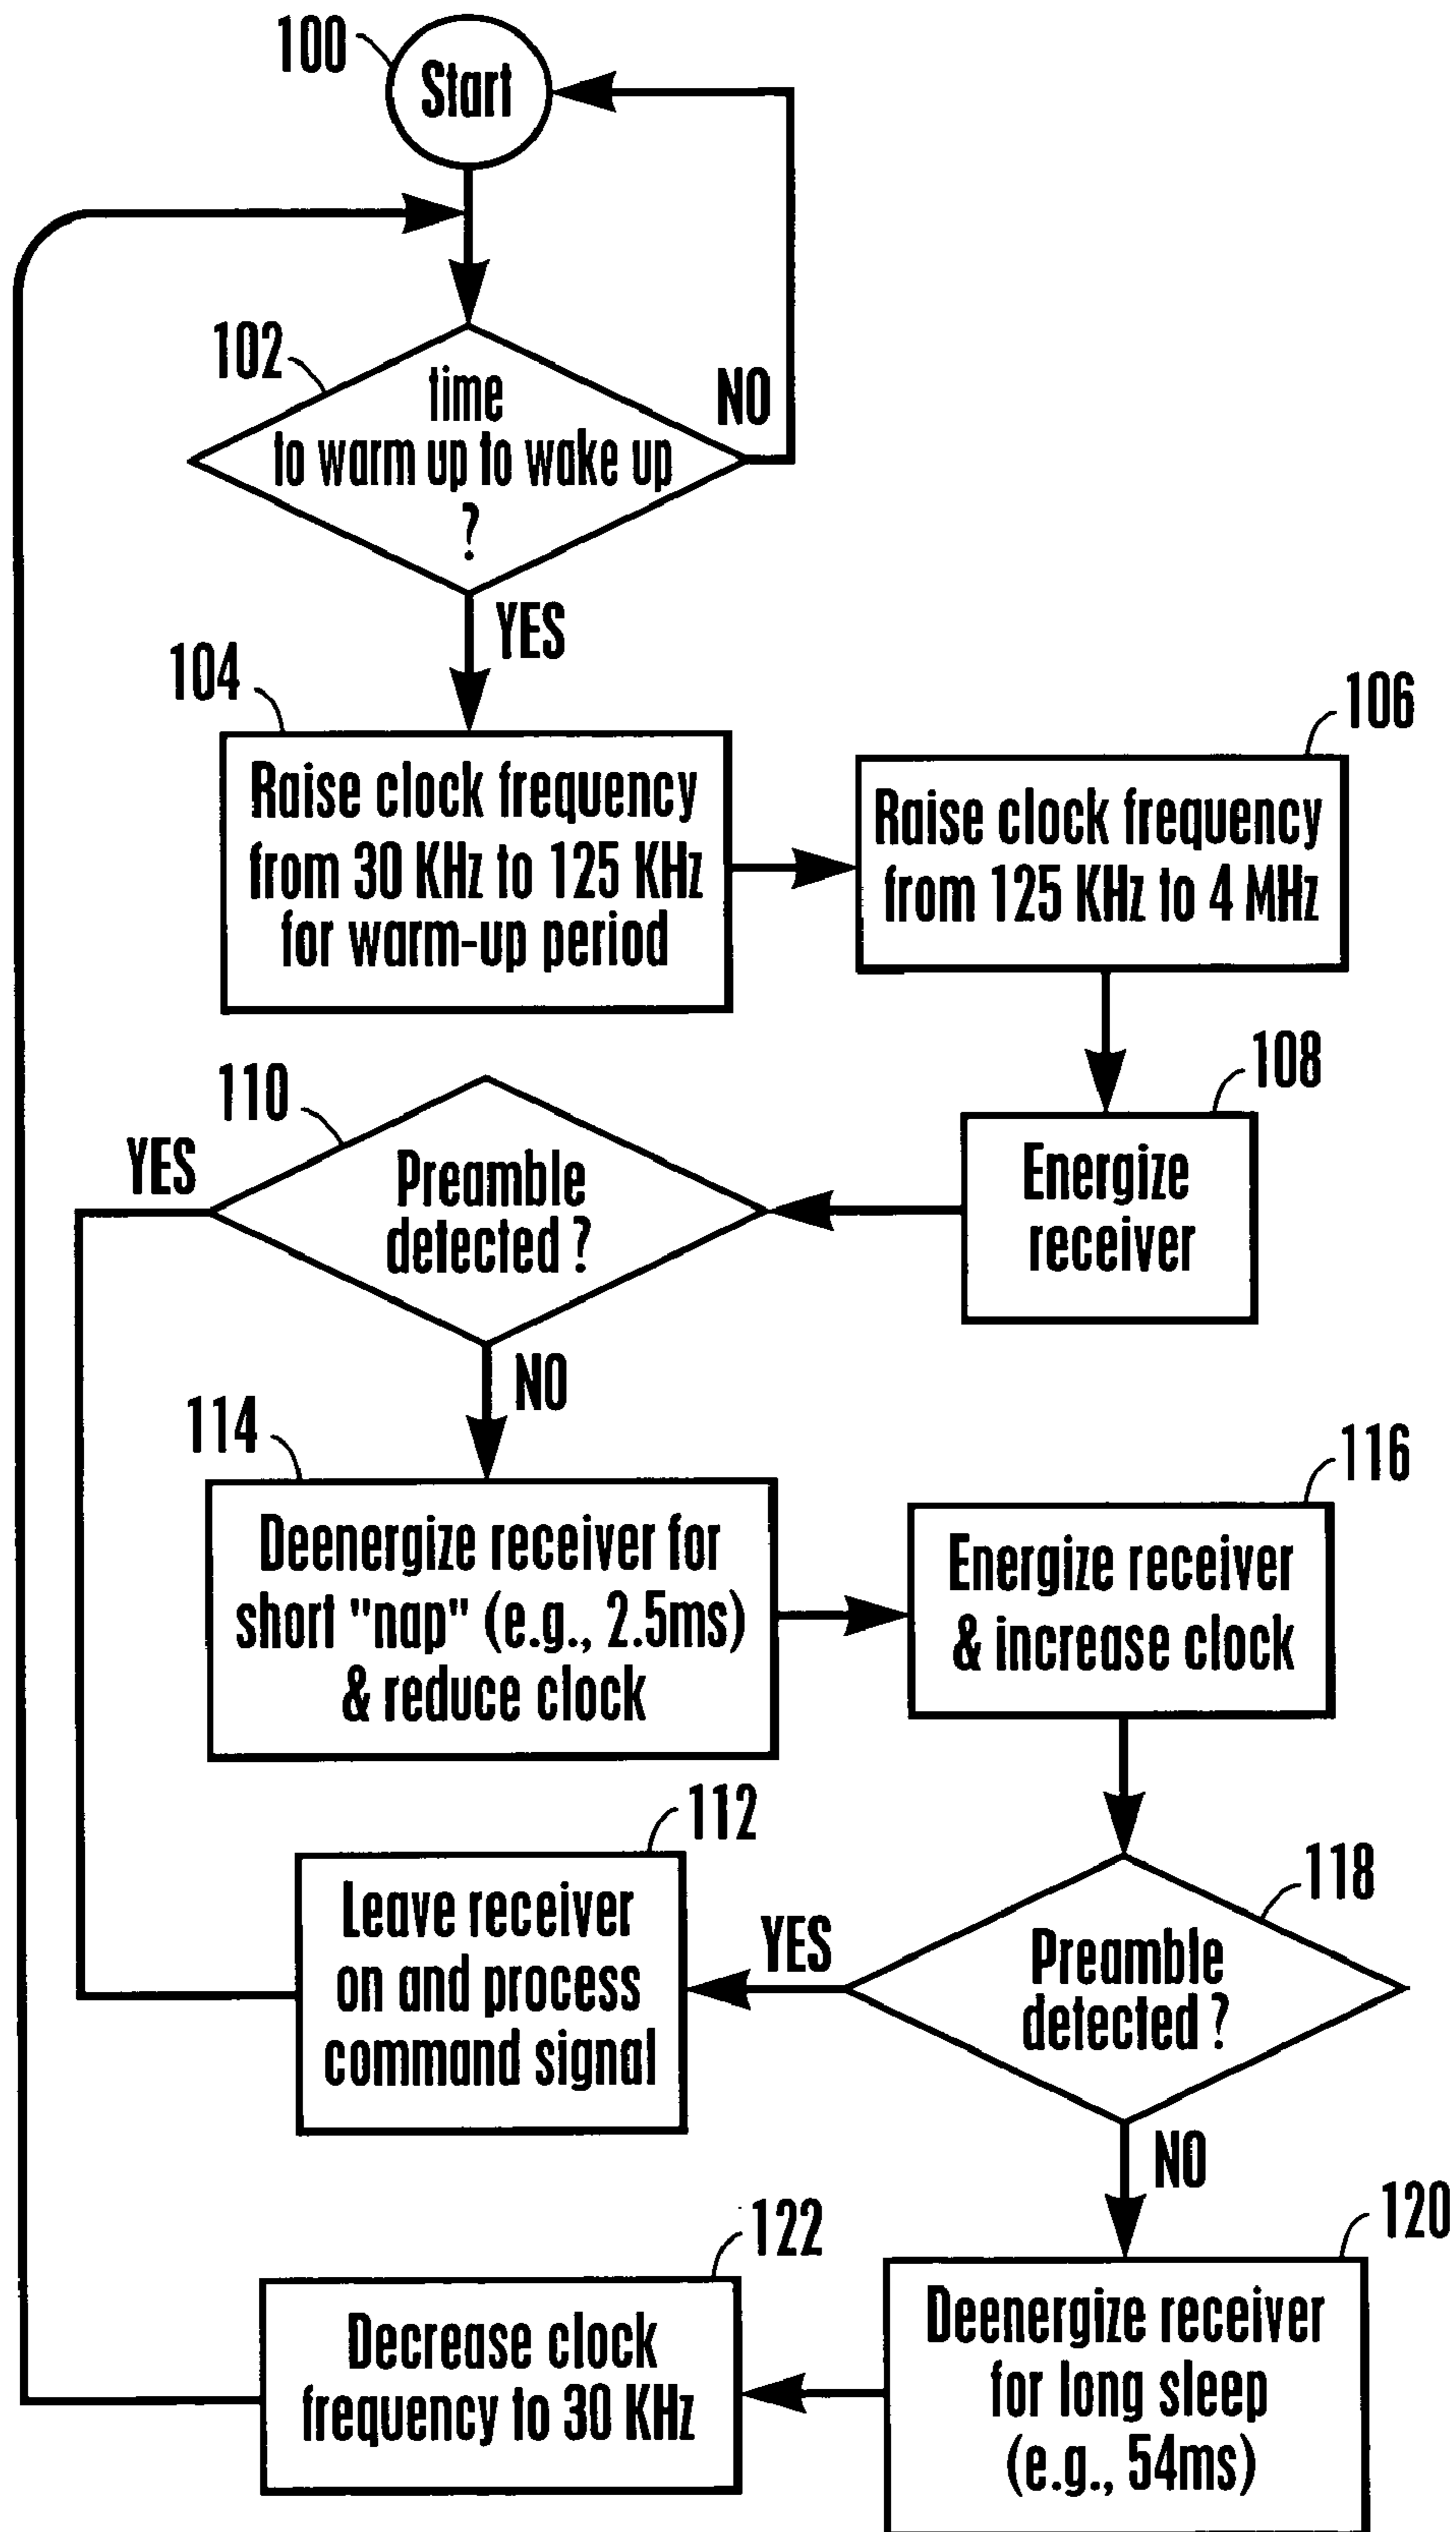 100
Start
102
time
to warm up to wake up
?
NO
YES
104
Raise clock frequency
from 30 KHz to 125 KHz
for warm-up period
106
Raise clock frequency
from 125 KHz to 4 MHz
108
Energize
receiver
110
YES
Preamble
detected?
NO
114
Deenergize receiver for
short "nap" (e.g., 2.5ms)
& reduce clock
116
Energize receiver
& increase clock
112
Leave receiver
on and process
command signal
YES
118
Preamble
detected?
NO
120
Deenergize receiver
for long sleep
(e.g., 54ms)
122
Decrease clock
frequency to 30 KHz